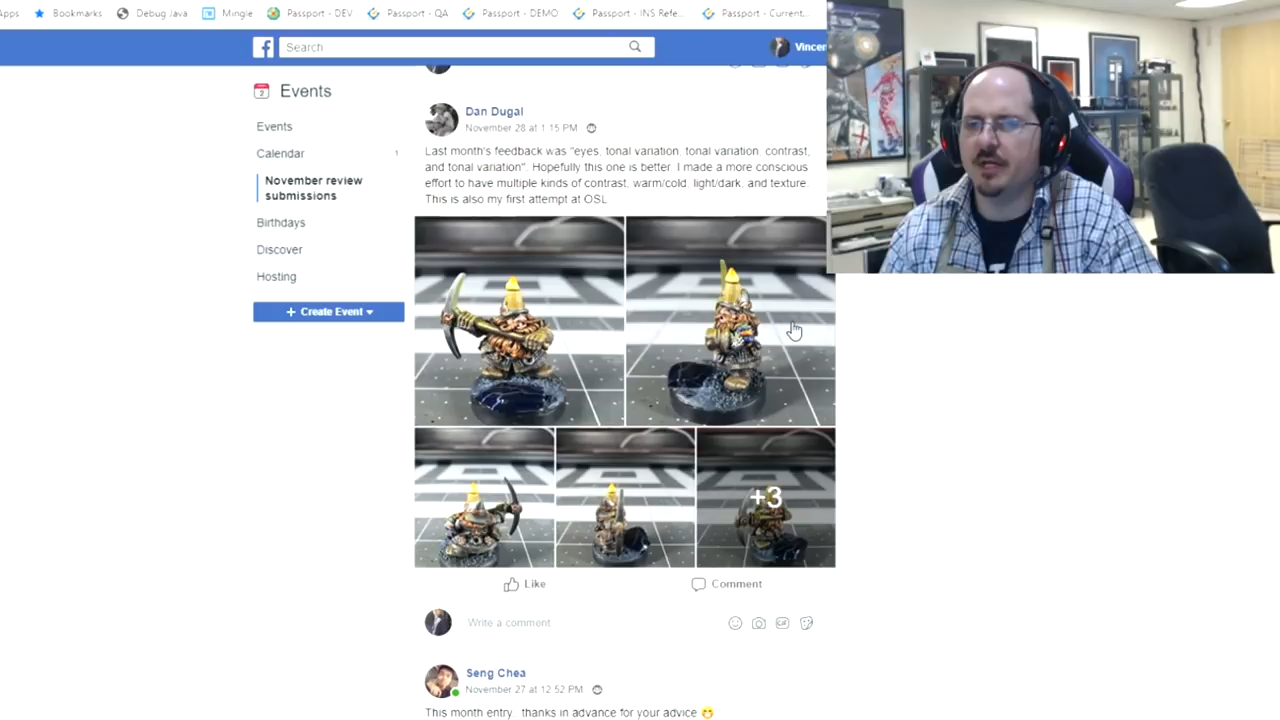 Apps Bookmarks Debug Java Mingle Passport - DEV Passport - QA Passport - DEMO Passport - INS Refe... Passport - Current,...
Search
Vincen
Events
Events
Calendar 1
November review
submissions
Birthdays
Discover
Hosting
+ Create Event
Dan Dugal
November 28 at 1:15 PM
Last month's feedback was "eyes, tonal variation, tonal variation, contrast,
and tonal variation". Hopefully this one is better. I made a more conscious
effort to have multiple kinds of contrast, warm/cold, light/dark, and texture.
This is also my first attempt at OSL
+3
Like Comment
Write a comment
Seng Chea
November 27 at 12:52 PM
This month entry thanks in advance for your advice